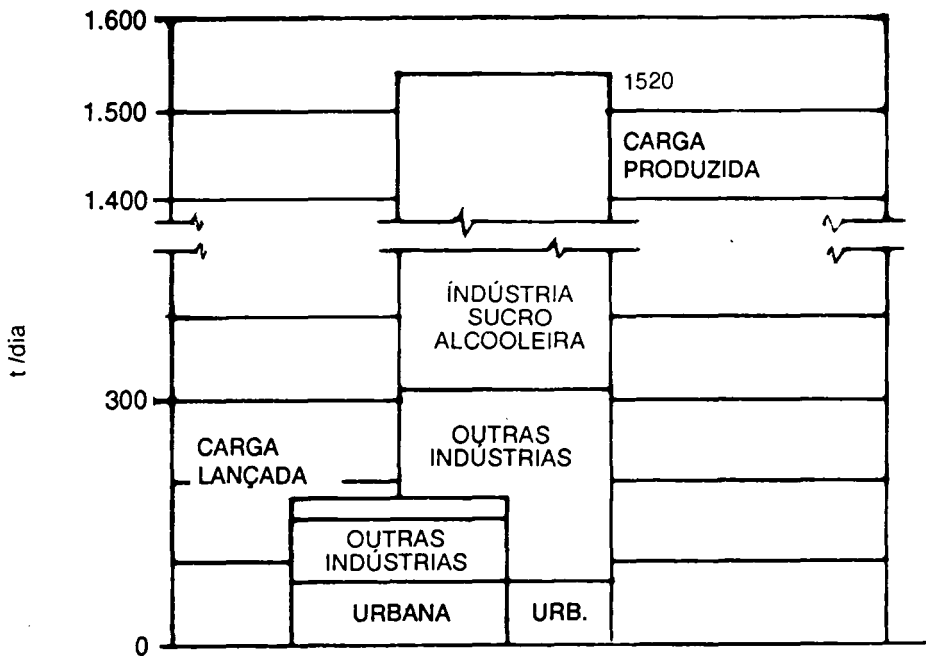 1.600
1520
1.500
CARGA
PRODUZIDA
1.400
ÍNDÚSTRIA
SUCRO
ALCOOLEIRA
t/dia
300
CARGA
LANÇADA
OUTRAS
INDÚSTRIAS
OUTRAS
INDÚSTRIAS
URBANA
URB.
0